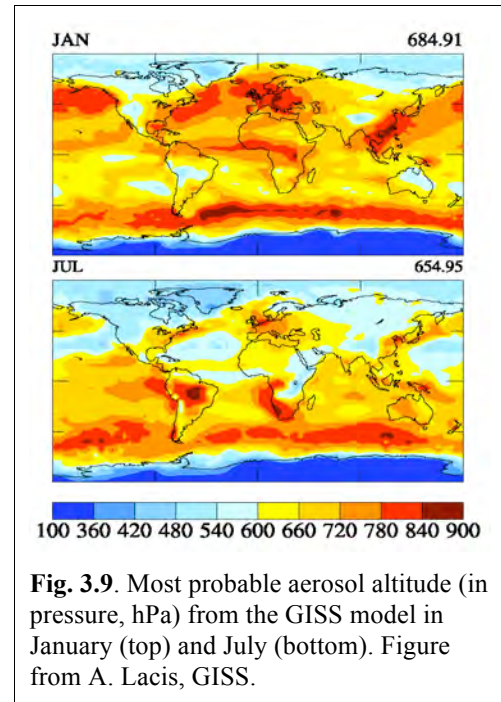 JAN 684.91
JUL 654.95
100 360 420 480 540 600 660 720 780 840 900
Fig. 3.9. Most probable aerosol altitude (in
pressure, hPa) from the GISS model in
January (top) and July (bottom). Figure
from A. Lacis, GISS.